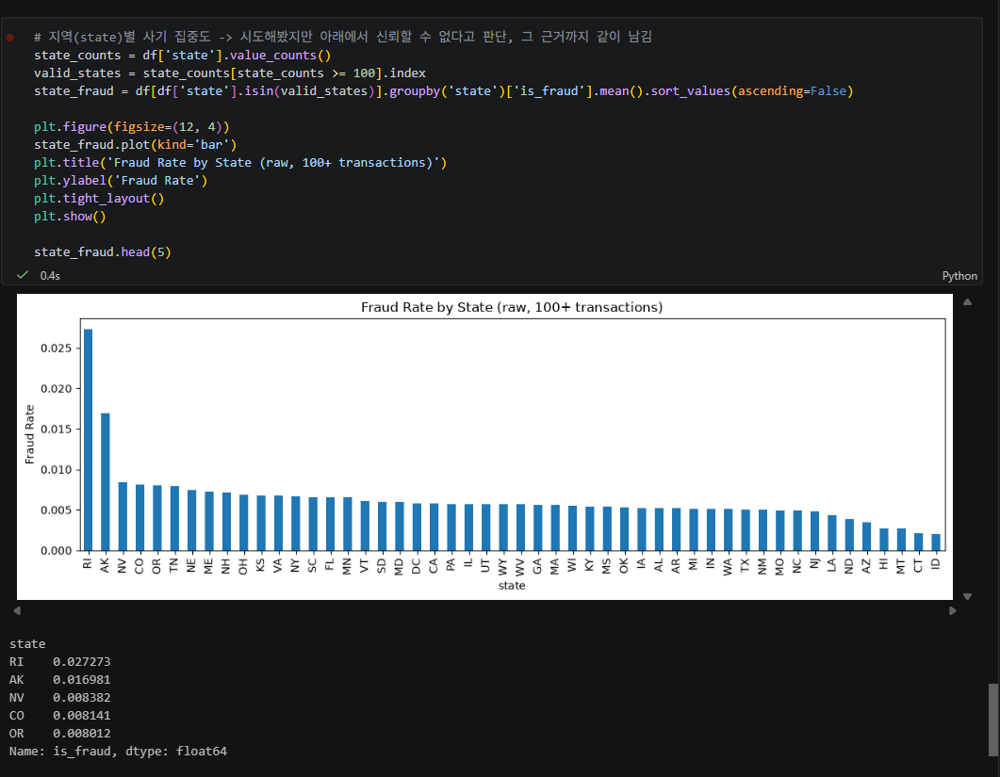 # 지역(state)별 사기 집중도 -> 시도해봤지만 아래에서 신뢰할 수 없다고 판단, 그 근거까지 같이 남김
state_counts = df['state'].value_counts()
valid_states = state_counts[state_counts >= 100].index
state_fraud = df[df['state'].isin(valid_states)].groupby('state')['is_fraud'].mean().sort_values(ascending=False)
plt.figure(figsize=(12, 4))
state_fraud.plot(kind='bar')
plt.title('Fraud Rate by State (raw, 100+ transactions)')
plt.ylabel('Fraud Rate')
plt.tight_layout()
plt.show()
state_fraud.head(5)
0.4s
Python
Fraud Rate by State (raw, 100+ transactions)
Fraud Rate
0.025
0.020
0.015
0.010
0.005
0.000
RI AK NV CO OR TN NE ME NH OH KS VA NY SC FL MN VT SD MD DC CA PA IL UT WY WV GA MA WI KY MS OK IA AL AR MI IN WA TX NM MO NC NJ LA ND AZ HI MT CT ID
state
state
RI 0.027273
AK 0.016981
NV 0.008382
CO 0.008141
OR 0.008012
Name: is_fraud, dtype: float64